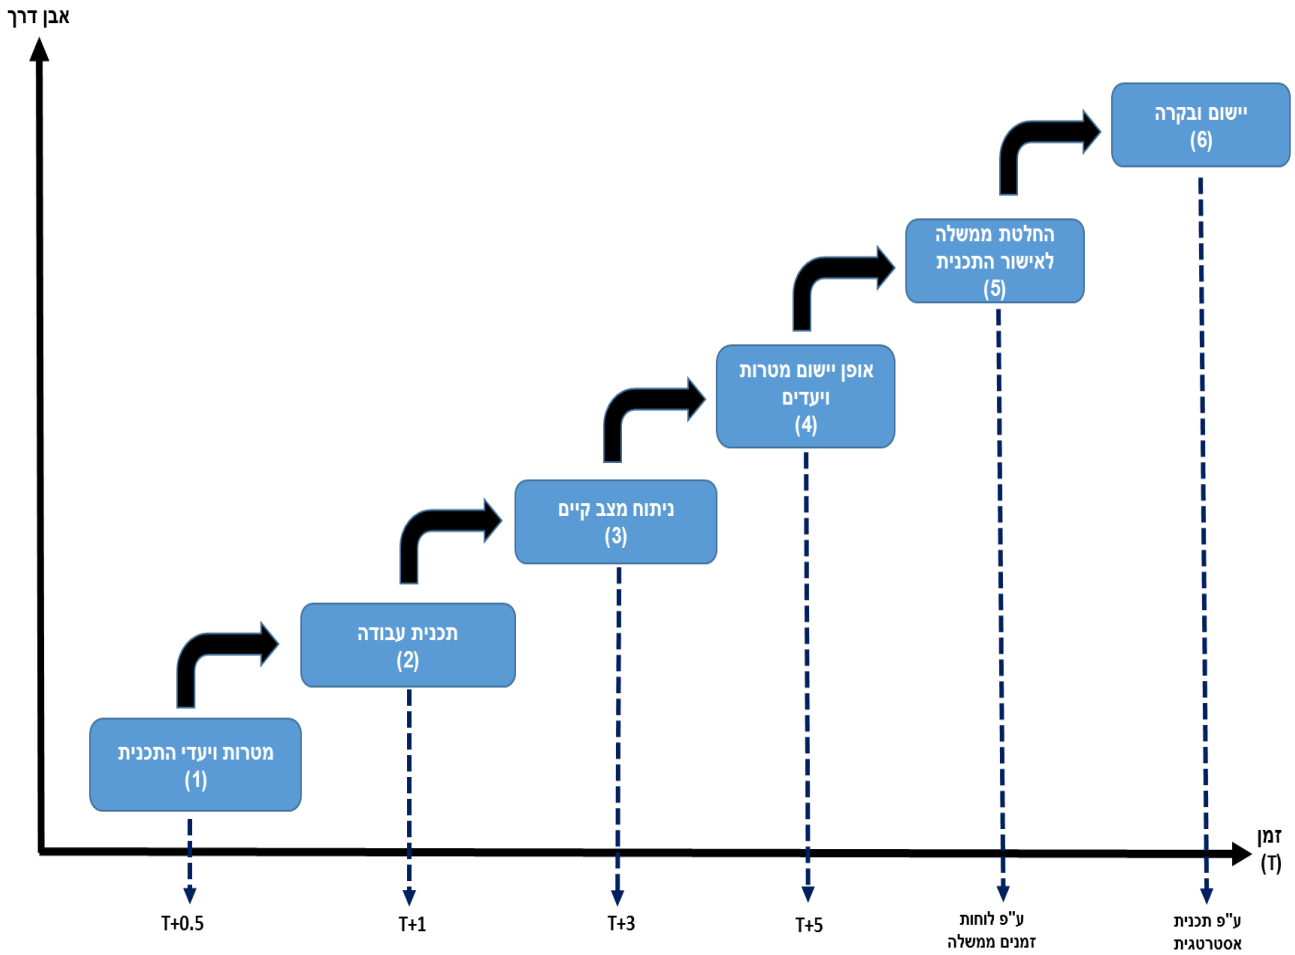 אבן דרך
יישום ובקרה
(6)
החלטת ממשלה
לאישור התכנית
(5)
אופן יישום מטרות
ויעדים
(4)
ניתוח מצב קיים
(3)
תכנית עבודה
(2)
מטרות ויעדי התכנית
(1)
זמן
(T)
T+0.5
T+1
T+3
T+5
ע"פ לוחות
זמנים ממשלה
ע"פ תכנית
אסטרטגית